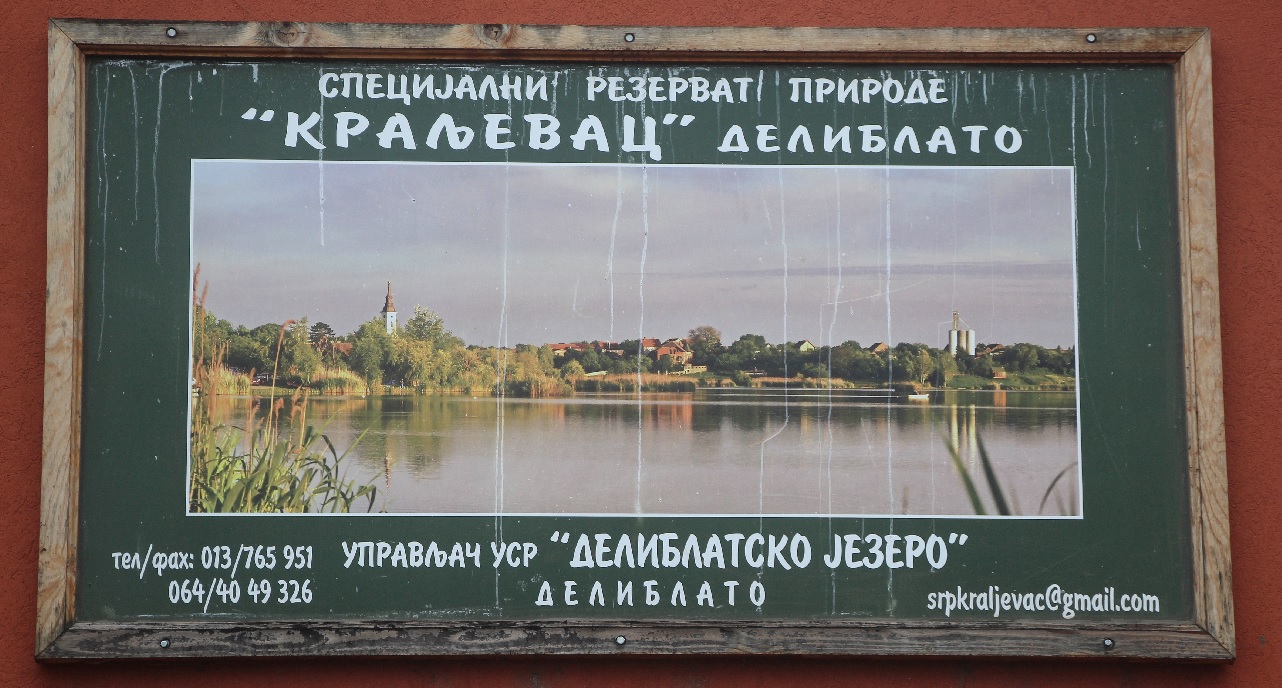 СПЕЦИЈАЛНИ РЕЗЕРВАТ ПРИРОДЕ
“КРАЉЕВАЦ” ДЕЛИБЛАТО
тел/фах: 013/765 951
064/40 49 326
УПРАВЉАЧ УСР “ДЕЛИБЛАТСКО ЈЕЗЕРО”
ДЕЛИБЛАТО
srpkraljevac@gmail.com